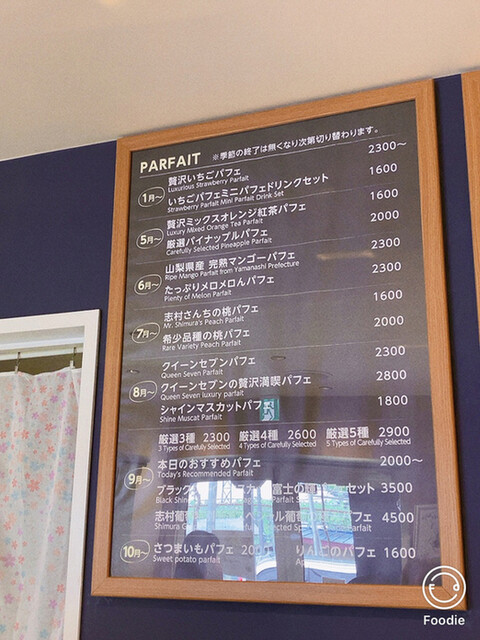 PARFAIT ※季節の終了は無くなり次第切り替わります。
1月～
贅沢いちごパフェ 2300～
Luxurious Strawberry Parfait
いちごパフェミニパフェドリンクセット 1600
Strawberry Parfait Mini Parfait Drink Set
5月～
贅沢ミックスオレンジ紅茶パフェ 1600
Luxury Mixed Orange Tea Parfait
厳選パイナップルパフェ 2000
Carefully Selected Pineapple Parfait
6月～
山梨県産 完熟マンゴーパフェ 2300
Ripe Mango Parfait from Yamanashi Prefecture
たっぷりメロメロんパフェ 2300
Plenty of Melon Parfait
7月～
志村さんちの桃パフェ 1600
Mr. Shimura's Peach Parfait
希少品種の桃パフェ 2000
Rare Variety Peach Parfait
8月～
クイーンセブンパフェ 2300
Queen Seven Parfait
クイーンセブンの贅沢満喫パフェ 2800
Queen Seven luxury parfait
シャインマスカットパフェ 1800
Shine Muscat Parfait
9月～
厳選3種 2300 厳選4種 2600 厳選5種 2900
3 Types of Carefully Selected 4 Types of Carefully Selected 5 Types of Carefully Selected
本日のおすすめパフェ 2000～
Today's Recommended Parfait
ブラック 富士の パフェセット 3500
Black Shine Parfait
志村葡萄 葡萄 パフェ 4500
Shimura Selected
10月～
さつまいもパフェ 2000 りんごのパフェ 1600
Sweet potato parfait
Foodie